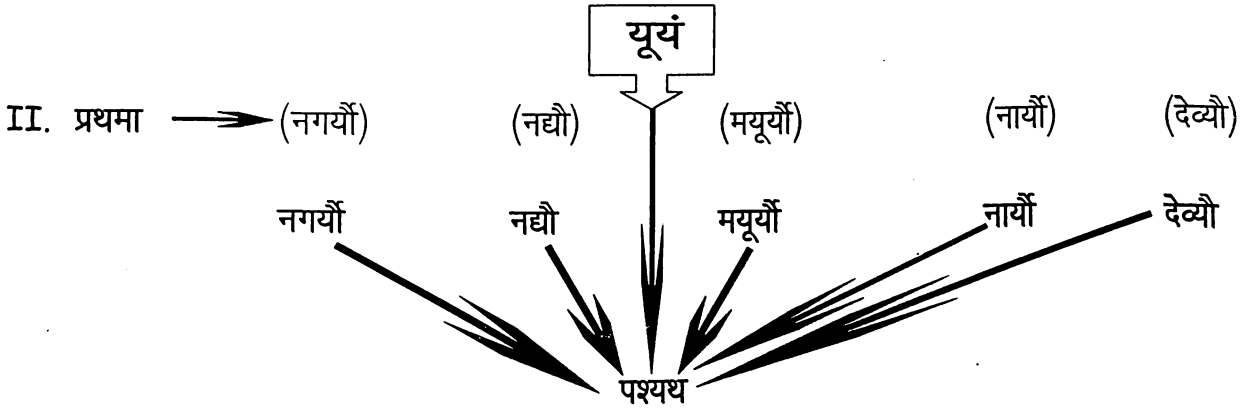 यूयं
II. प्रथमा (नगर्यौ) (नद्यौ) (मयूर्यौ) (नार्यौ) (देव्यौ)
नगर्यौ नद्यौ मयूर्यौ नार्यौ देव्यौ
पश्यथ